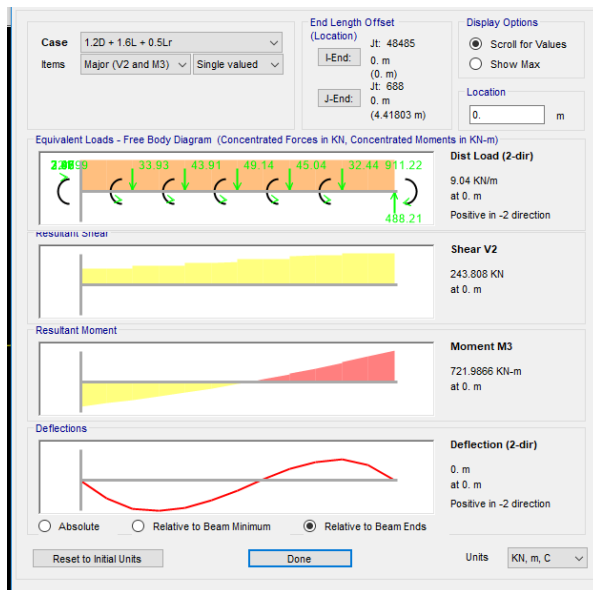 Case 1.2D + 1.6L + 0.5Lr
Items Major (V2 and M3) Single valued
End Length Offset
(Location)
Jt: 48485
I-End: 0. m
(0. m)
Jt: 688
J-End: 0. m
(4.41803 m)
Display Options
Scroll for Values
Show Max
Location
0. m
Equivalent Loads - Free Body Diagram (Concentrated Forces in KN, Concentrated Moments in KN-m)
33.93 43.91 49.14 45.04 32.44 911.22
488.21
Dist Load (2-dir)
9.04 KN/m
at 0. m
Positive in -2 direction
Resultant Shear
Shear V2
243.808 KN
at 0. m
Resultant Moment
Moment M3
721.9866 KN-m
at 0. m
Deflections
Deflection (2-dir)
0. m
at 0. m
Positive in -2 direction
Absolute Relative to Beam Minimum Relative to Beam Ends
Reset to Initial Units Done Units KN, m, C